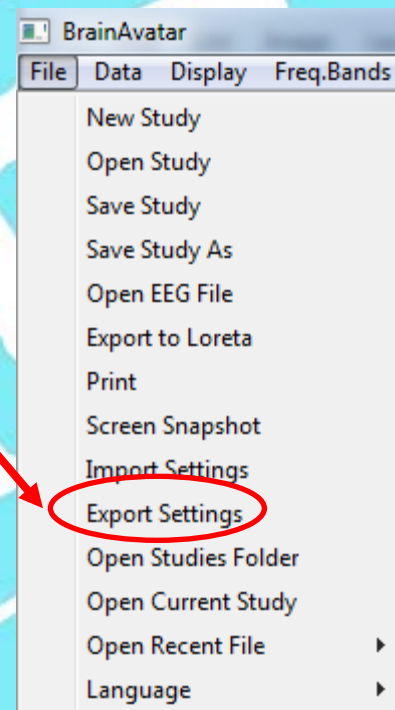 BrainAvatar
File Data Display Freq.Bands
New Study
Open Study
Save Study
Save Study As
Open EEG File
Export to Loreta
Print
Screen Snapshot
Import Settings
Export Settings
Open Studies Folder
Open Current Study
Open Recent File
Language